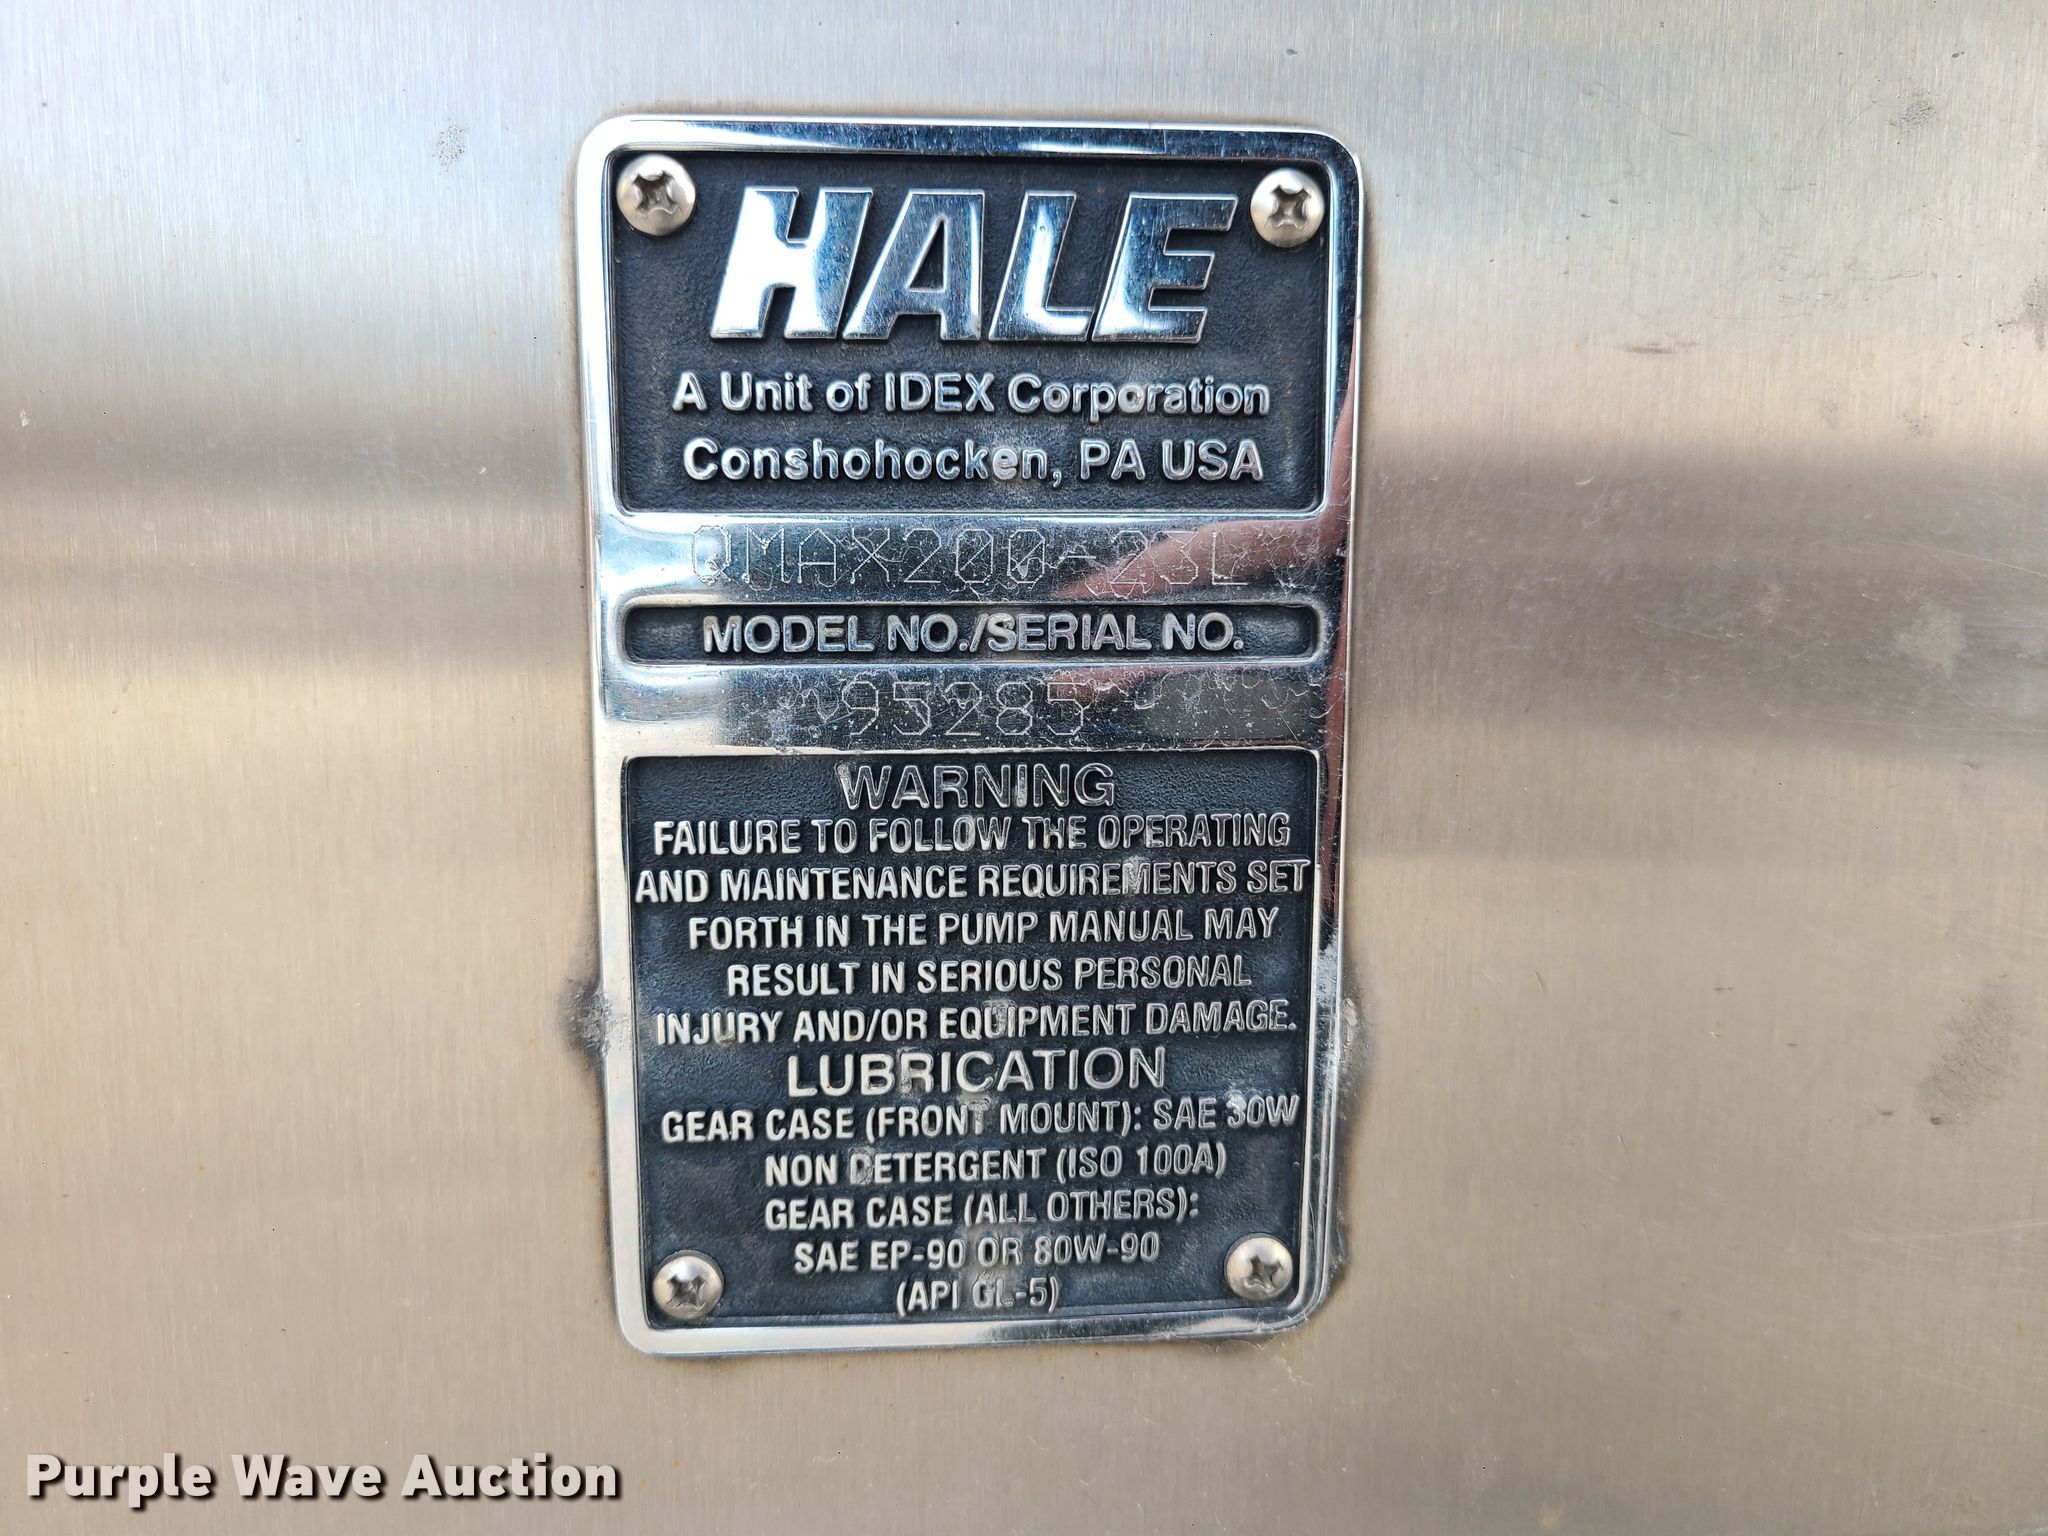 HALE
A Unit of IDEX Corporation
Conshohocken, PA USA
QMAX200-23L
MODEL NO./SERIAL NO.
95285
WARNING
FAILURE TO FOLLOW THE OPERATING
AND MAINTENANCE REQUIREMENTS SET
FORTH IN THE PUMP MANUAL MAY
RESULT IN SERIOUS PERSONAL
INJURY AND/OR EQUIPMENT DAMAGE.
LUBRICATION
GEAR CASE (FRONT MOUNT): SAE 30W
NON DETERGENT (ISO 100A)
GEAR CASE (ALL OTHERS):
SAE EP-90 OR 80W-90
(API GL-5)
Purple Wave Auction